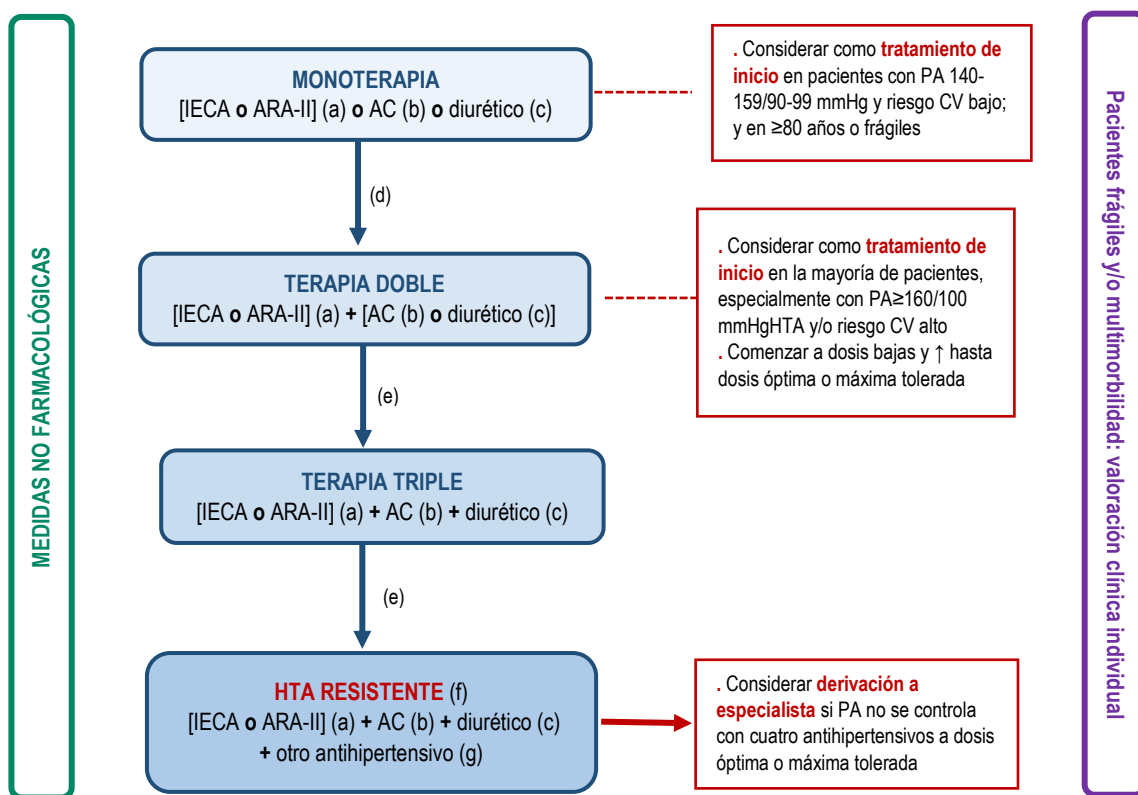 MEDIDAS NO FARMACOLÓGICAS
MONOTERAPIA
[IECA o ARA-II] (a) o AC (b) o diurético (c)
. Considerar como tratamiento de
inicio en pacientes con PA 140-
159/90-99 mmHg y riesgo CV bajo;
y en ≥80 años o frágiles
(d)
TERAPIA DOBLE
[IECA o ARA-II] (a) + [AC (b) o diurético (c)]
. Considerar como tratamiento de
inicio en la mayoría de pacientes,
especialmente con PA≥160/100
mmHgHTA y/o riesgo CV alto
. Comenzar a dosis bajas y ↑ hasta
dosis óptima o máxima tolerada
(e)
TERAPIA TRIPLE
[IECA o ARA-II] (a) + AC (b) + diurético (c)
(e)
HTA RESISTENTE (f)
[IECA o ARA-II] (a) + AC (b) + diurético (c)
+ otro antihipertensivo (g)
. Considerar derivación a
especialista si PA no se controla
con cuatro antihipertensivos a dosis
óptima o máxima tolerada
Pacientes frágiles y/o multimorbilidad: valoración clínica individual